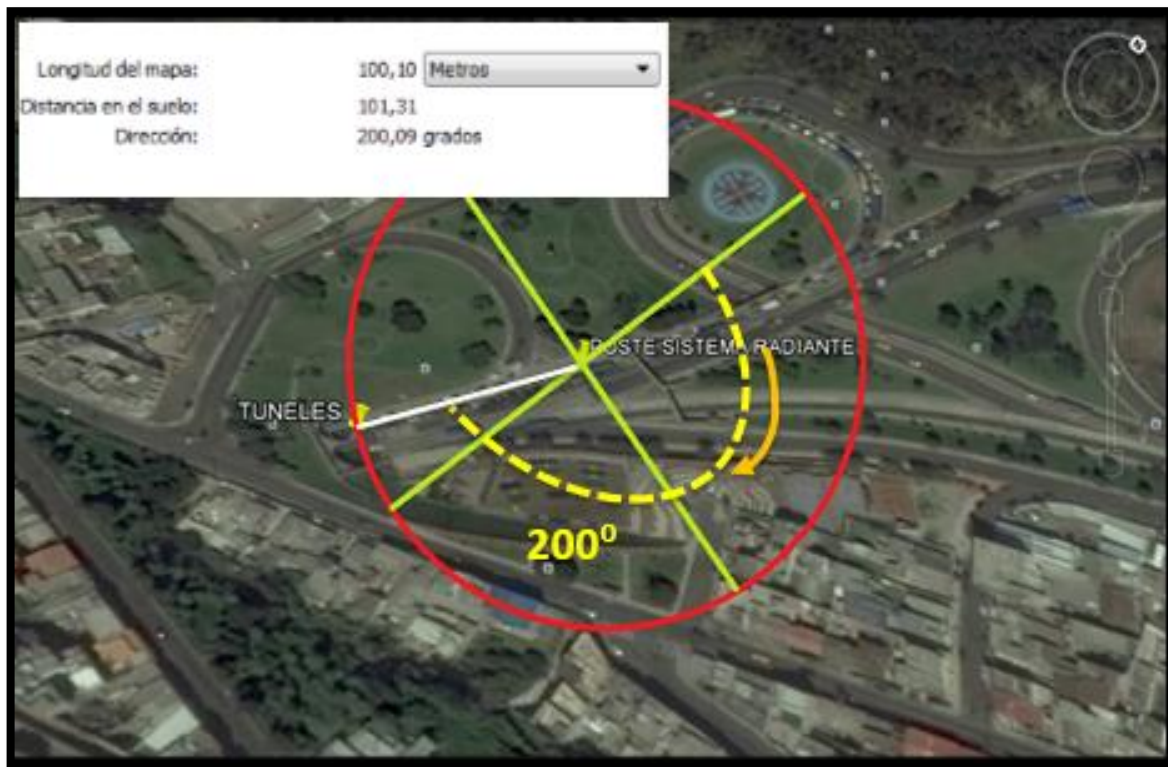 Longitud del mapa: 100,10 Metros
Distancia en el suelo: 101,31
Dirección: 200,09 grados
POSTE SISTEMA RADIANTE
TUNELES
200⁰